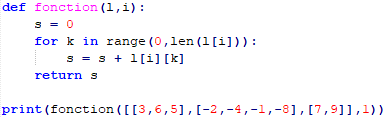 def fonction(l,i):
    s = 0
    for k in range(0,len(l[i])):
        s = s + l[i][k]
    return s
print(fonction([[3,6,5],[-2,-4,-1,-8],[7,9]],1))